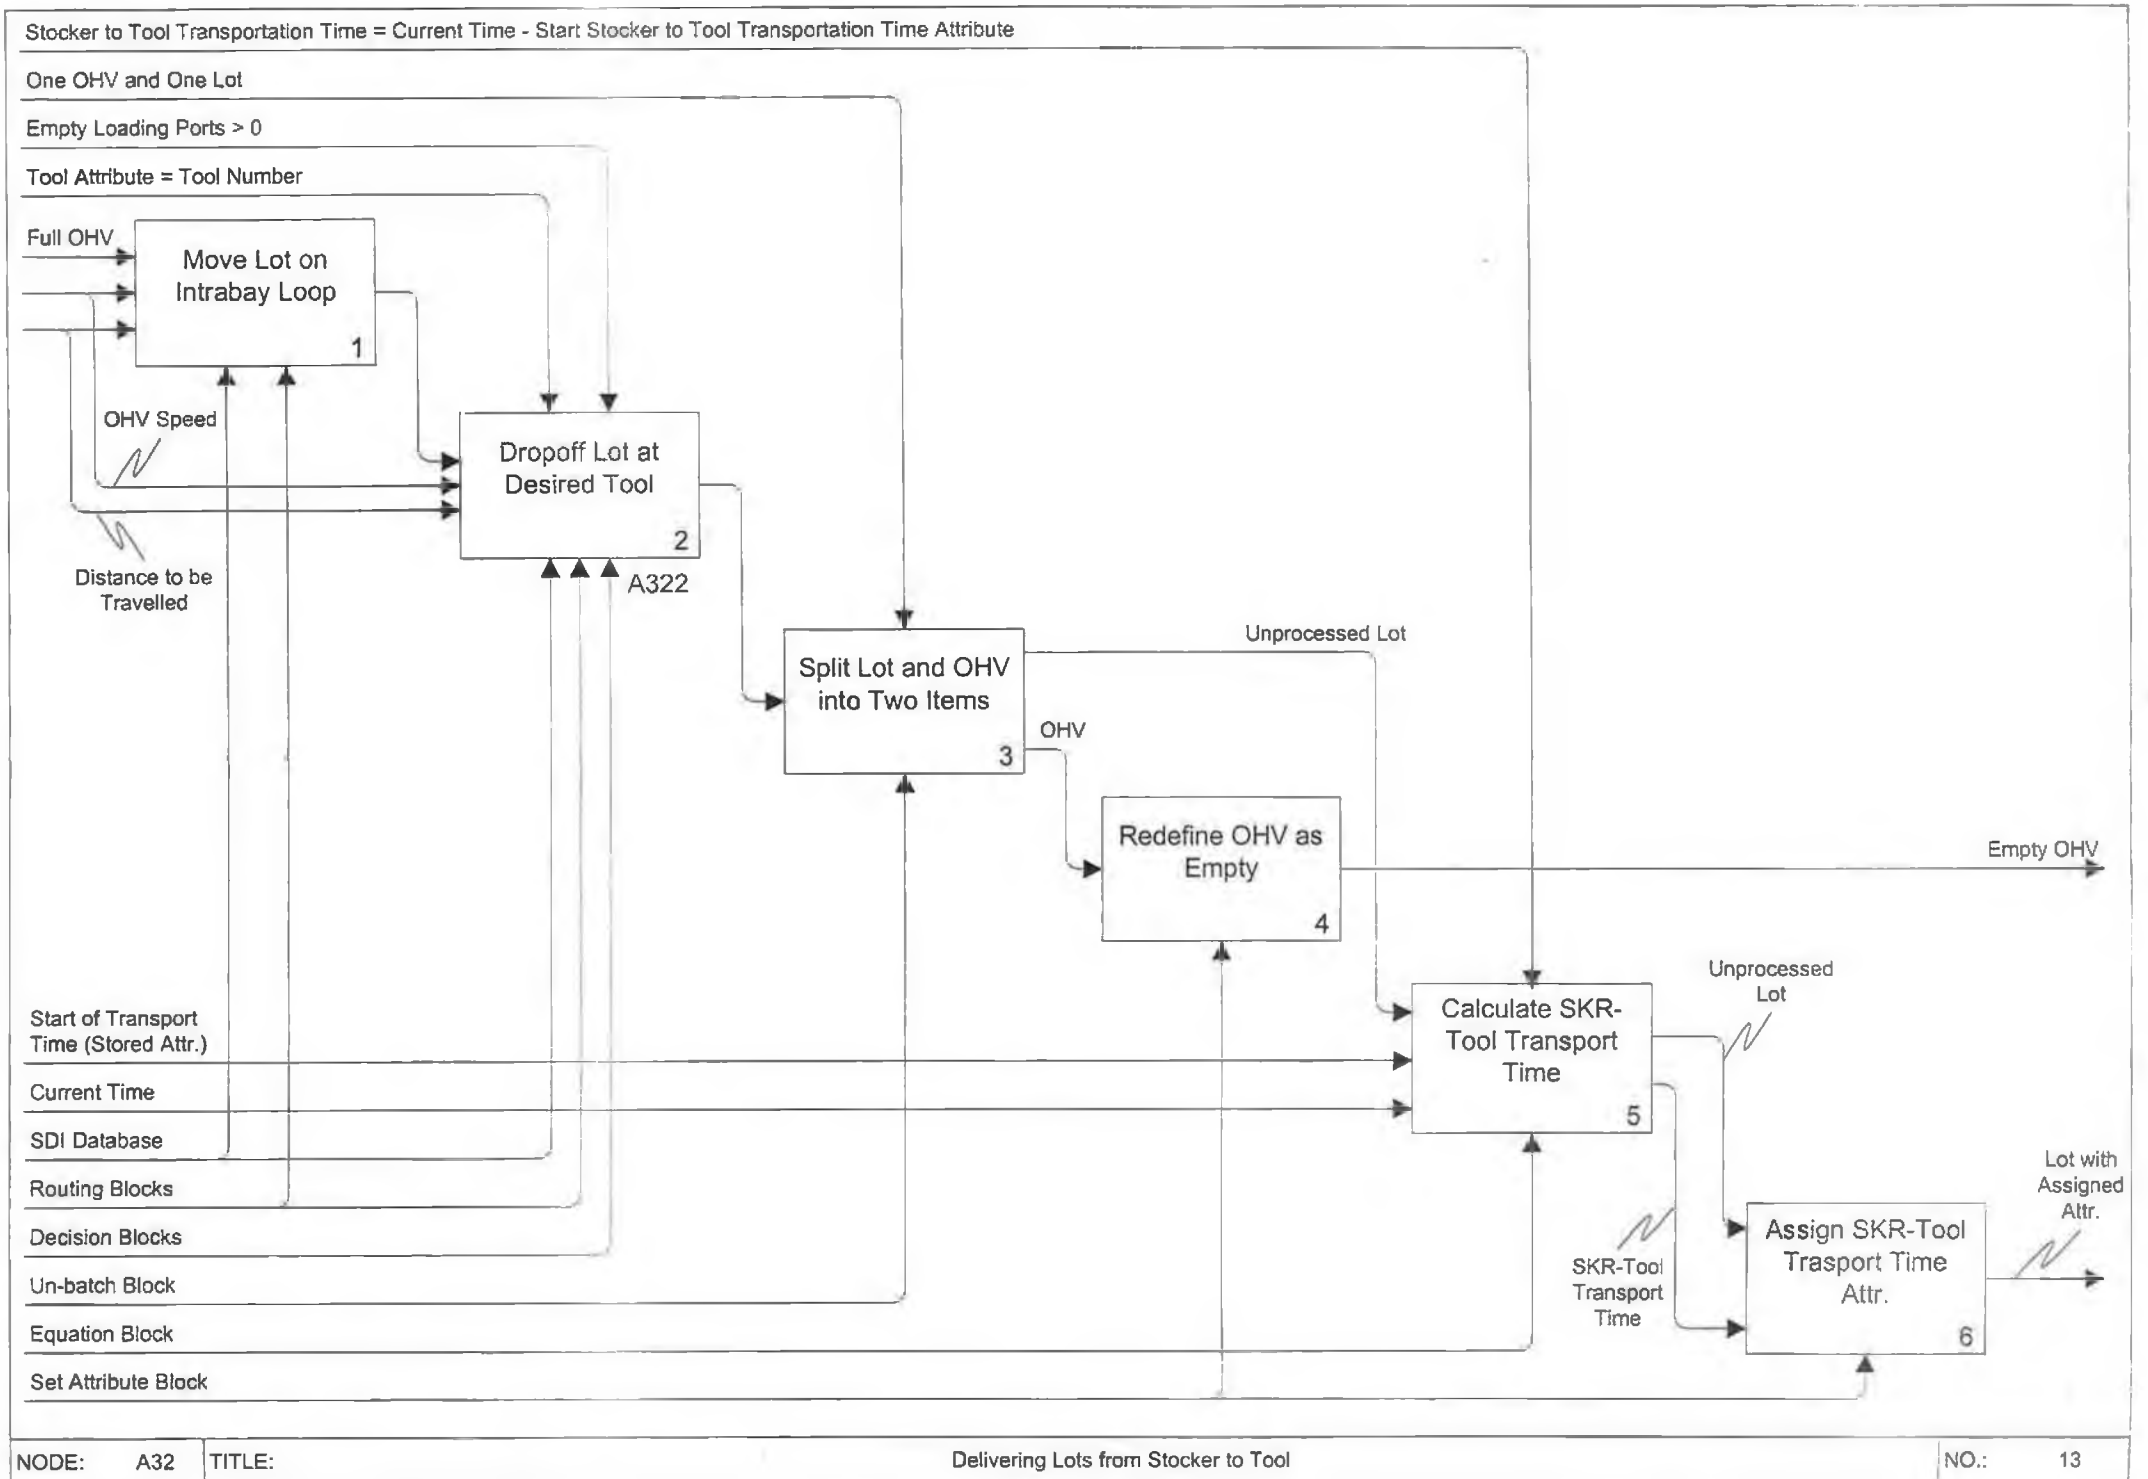 Stocker to Tool Transportation Time = Current Time - Start Stocker to Tool Transportation Time Attribute
One OHV and One Lot
Empty Loading Ports > 0
Tool Attribute = Tool Number
Full OHV
Move Lot on
Intrabay Loop
1
OHV Speed
Dropoff Lot at
Desired Tool
2
A322
Distance to be
Travelled
Unprocessed Lot
Split Lot and OHV
into Two Items
3
OHV
Redefine OHV as
Empty
4
Empty OHV
Unprocessed
Lot
Calculate SKR-
Tool Transport
Time
5
Start of Transport
Time (Stored Attr.)
Current Time
SDI Database
Routing Blocks
Decision Blocks
Un-batch Block
Equation Block
Set Attribute Block
SKR-Tool
Transport
Time
Lot with
Assigned
Attr.
Assign SKR-Tool
Trasport Time
Attr.
6
NODE: A32 TITLE: Delivering Lots from Stocker to Tool NO.: 13